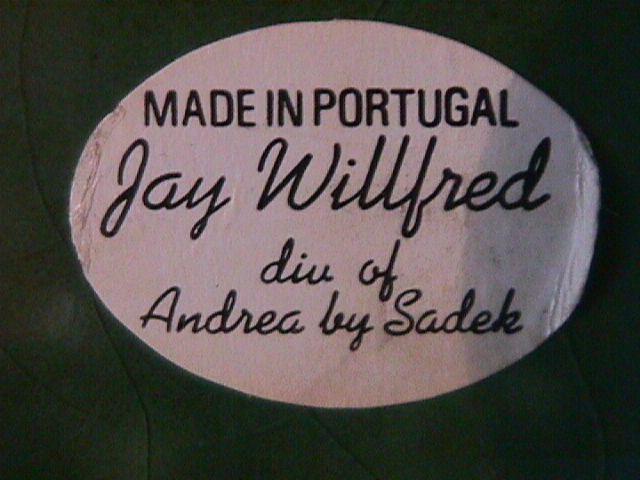 MADE IN PORTUGAL
Jay Willfred
div of
Andrea by Sadek